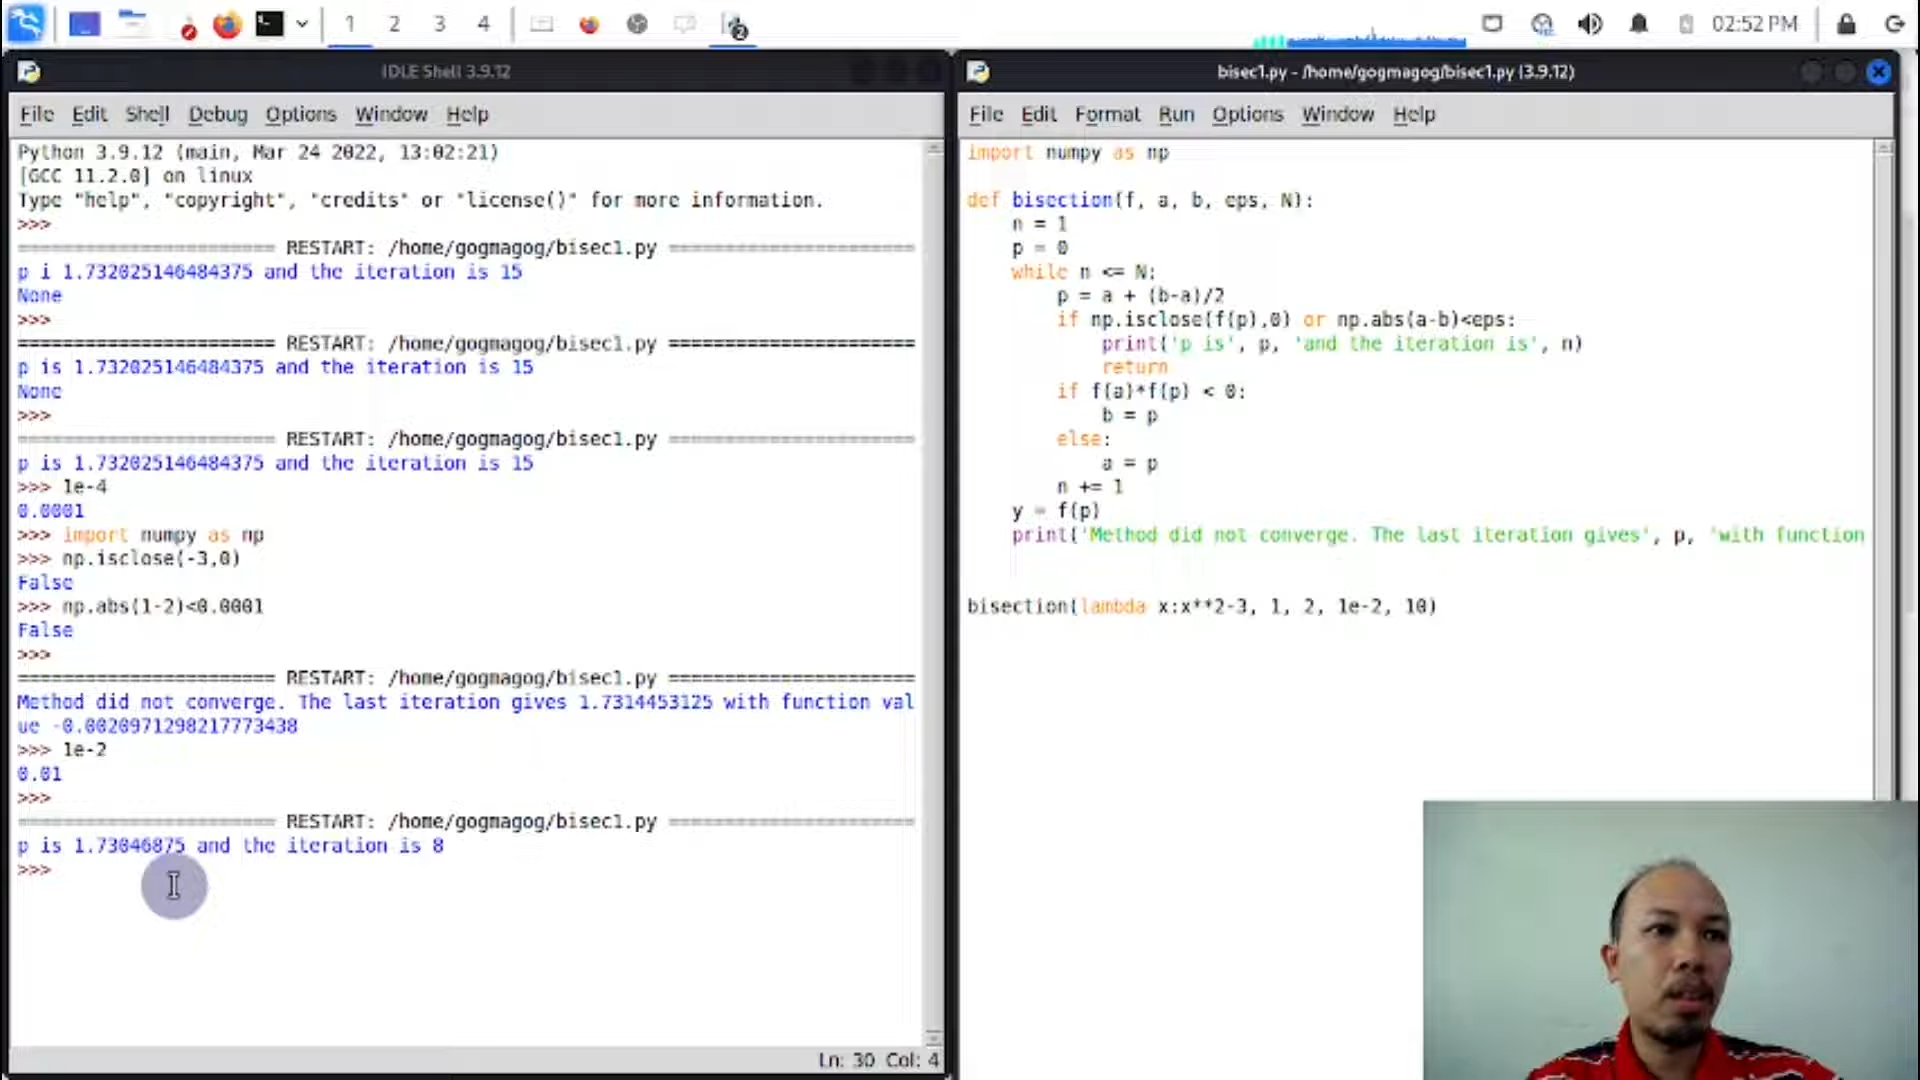 1 2 3 4 02:52 PM
IDLE Shell 3.9.12
File Edit Shell Debug Options Window Help
Python 3.9.12 (main, Mar 24 2022, 13:02:21)
[GCC 11.2.0] on linux
Type "help", "copyright", "credits" or "license()" for more information.
>>>
======================= RESTART: /home/gogmagog/bisec1.py ======================
p i 1.732025146484375 and the iteration is 15
None
>>>
======================= RESTART: /home/gogmagog/bisec1.py ======================
p is 1.732025146484375 and the iteration is 15
None
>>>
======================= RESTART: /home/gogmagog/bisec1.py ======================
p is 1.732025146484375 and the iteration is 15
>>> 1e-4
0.0001
>>> import numpy as np
>>> np.isclose(-3,0)
False
>>> np.abs(1-2)<0.0001
False
>>>
======================= RESTART: /home/gogmagog/bisec1.py ======================
Method did not converge. The last iteration gives 1.7314453125 with function val
ue -0.0020971298217773438
>>> 1e-2
0.01
>>>
======================= RESTART: /home/gogmagog/bisec1.py ======================
p is 1.73046875 and the iteration is 8
>>>
Ln: 30 Col: 4
bisec1.py - /home/gogmagog/bisec1.py (3.9.12)
File Edit Format Run Options Window Help
import numpy as np
def bisection(f, a, b, eps, N):
    n = 1
    p = 0
    while n <= N:
        p = a + (b-a)/2
        if np.isclose(f(p),0) or np.abs(a-b)<eps:
            print('p is', p, 'and the iteration is', n)
            return
        if f(a)*f(p) < 0:
            b = p
        else:
            a = p
        n += 1
    y = f(p)
    print('Method did not converge. The last iteration gives', p, 'with function
bisection(lambda x:x**2-3, 1, 2, 1e-2, 10)